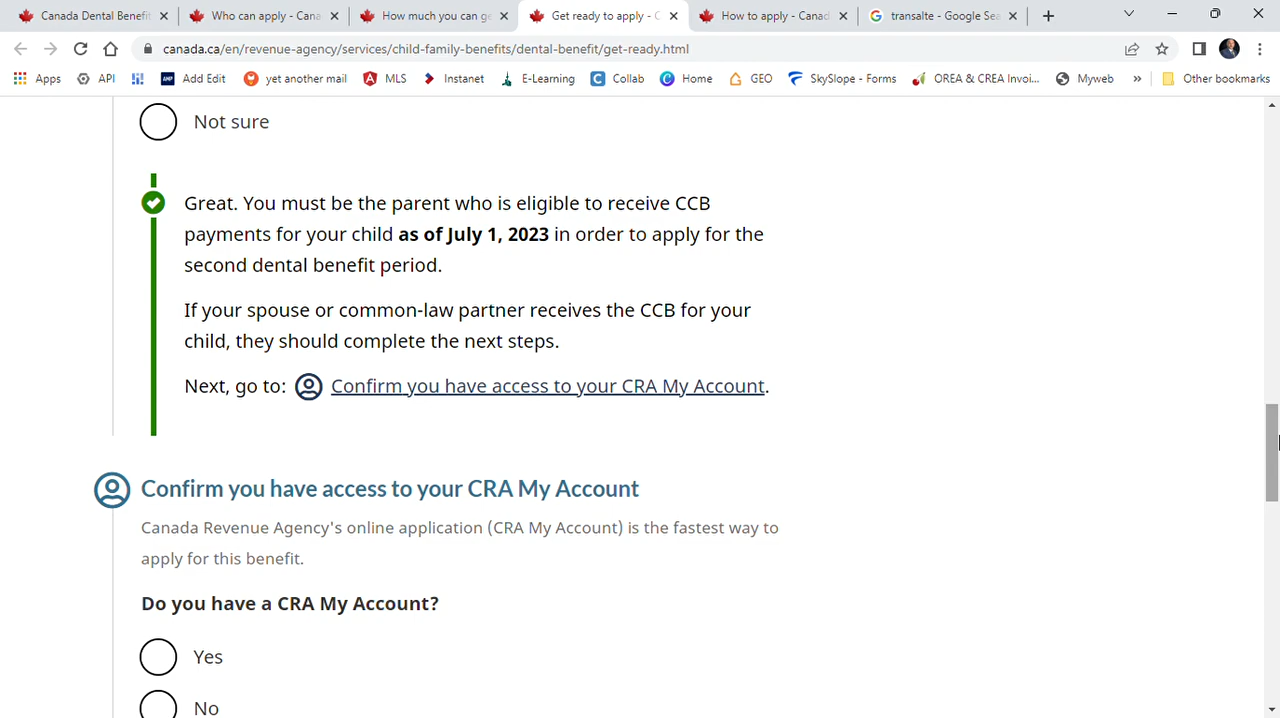 Canada Dental Benefit
Who can apply - Cana
How much you can ge
Get ready to apply - C
How to apply - Canad
transalte - Google Sea
canada.ca/en/revenue-agency/services/child-family-benefits/dental-benefit/get-ready.html
Apps
API
AMP
Add Edit
yet another mail
MLS
Instanet
E-Learning
Collab
Home
GEO
SkySlope - Forms
OREA & CREA Invoi...
Myweb
»
Other bookmarks
Not sure
Great. You must be the parent who is eligible to receive CCB
payments for your child as of July 1, 2023 in order to apply for the
second dental benefit period.
If your spouse or common-law partner receives the CCB for your
child, they should complete the next steps.
Next, go to: Confirm you have access to your CRA My Account.
Confirm you have access to your CRA My Account
Canada Revenue Agency's online application (CRA My Account) is the fastest way to
apply for this benefit.
Do you have a CRA My Account?
Yes
No